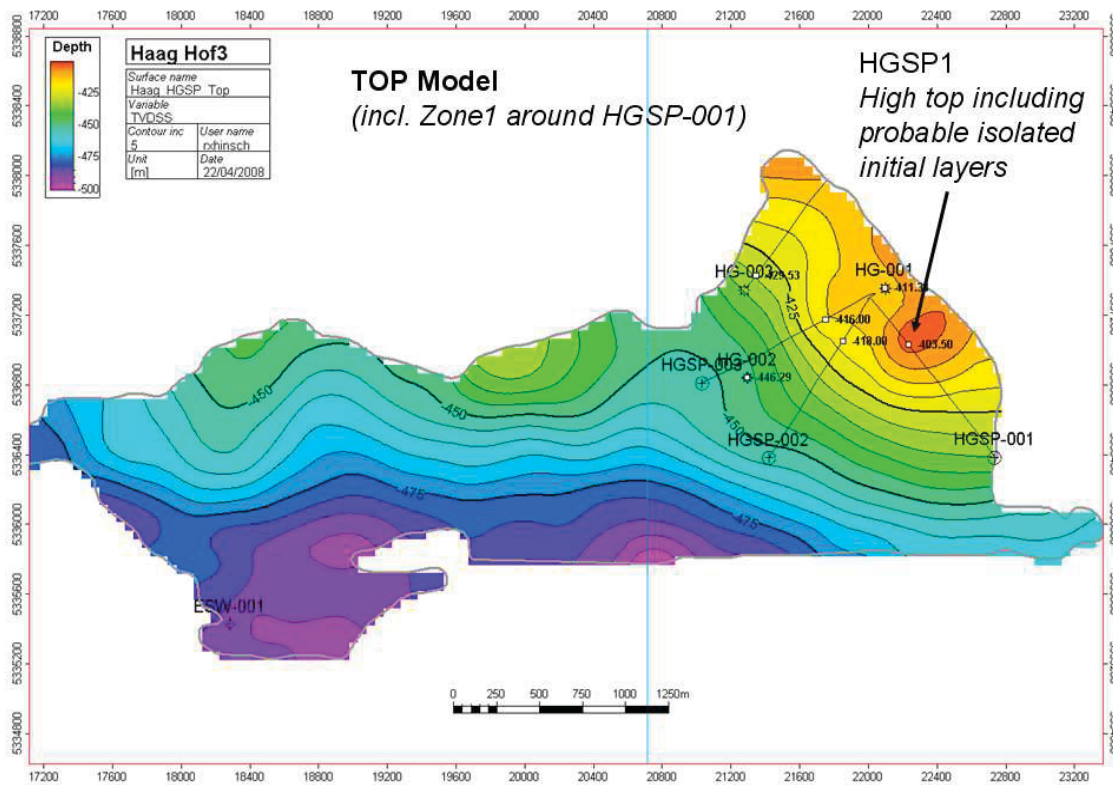 17200 17600 18000 18400 18800 19200 19600 20000 20400 20800 21200 21600 22000 22400 22800 23200
5338800
5338400
5338000
5337600
5337200
5336800
5336400
5336000
5335600
5335200
5334800
Depth
-425
-450
-475
-500
Haag Hof3
Surface name
Haag_HGSP_Top
Variable
TVDSS
Contour inc
5
User name
rxhinsch
Unit
[m]
Date
22/04/2008
TOP Model
(incl. Zone1 around HGSP-001)
HGSP1
High top including
probable isolated
initial layers
HG-003
-429.53
HG-001
-425
-416.00
-418.00
-403.50
HGSP-003
HG-002
-446.29
-450
-450
-450
HGSP-002
HGSP-001
-475
-475
ESW-001
0 250 500 750 1000 1250m
17200 17600 18000 18400 18800 19200 19600 20000 20400 20800 21200 21600 22000 22400 22800 23200